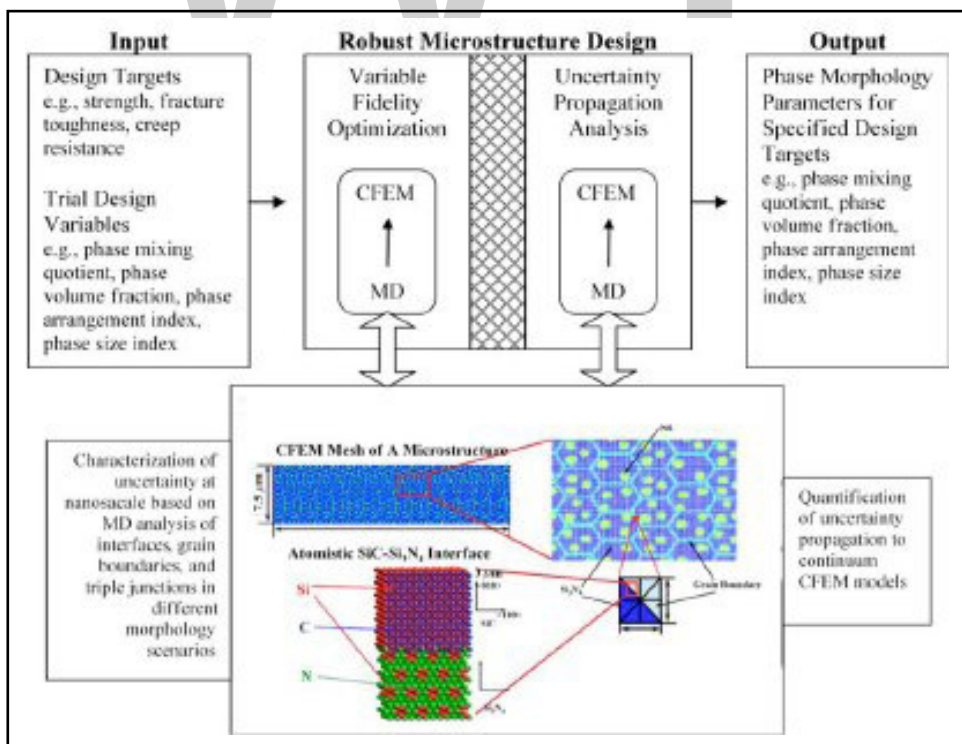 Input
Robust Microstructure Design
Output
Design Targets
e.g., strength, fracture
toughness, creep
resistance
Trial Design
Variables
e.g., phase mixing
quotient, phase
volume fraction, phase
arrangement index,
phase size index
Variable
Fidelity
Optimization
CFEM
MD
Uncertainty
Propagation
Analysis
CFEM
MD
Phase Morphology
Parameters for
Specified Design
Targets
e.g., phase mixing
quotient, phase
volume fraction,
phase arrangement
index, phase size
index
Characterization of
uncertainty at
nanosacale based on
MD analysis of
interfaces, grain
boundaries, and
triple junctions in
different
morphology
scenarios
CFEM Mesh of A Microstructure
7.5 μm
Atomistic SiC-Si₃N₄ Interface
Si
C
N
Si₃N₄
Grain Boundary
Quantification
of uncertainty
propagation to
continuum
CFEM models